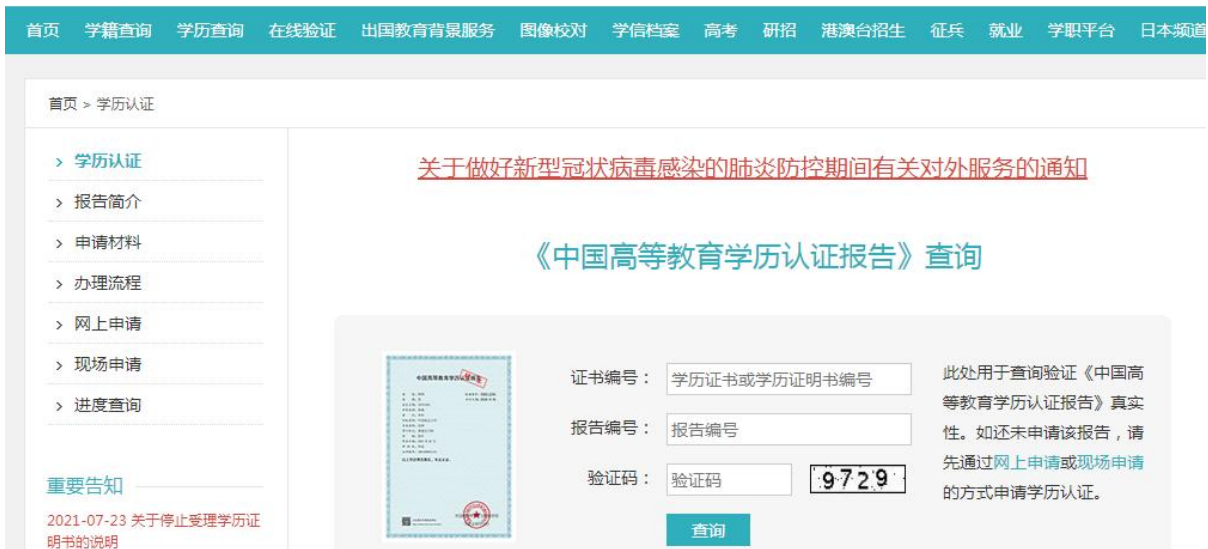 首页 学籍查询 学历查询 在线验证 出国教育背景服务 图像校对 学信档案 高考 研招 港澳台招生 征兵 就业 学职平台 日本频道
首页 > 学历认证
> 学历认证
> 报告简介
> 申请材料
> 办理流程
> 网上申请
> 现场申请
> 进度查询
重要告知
2021-07-23 关于停止受理学历证
明书的说明
关于做好新型冠状病毒感染的肺炎防控期间有关对外服务的通知
《中国高等教育学历认证报告》查询
证书编号： 学历证书或学历证明书编号
报告编号： 报告编号
验证码： 验证码 9729
查询
此处用于查询验证《中国高
等教育学历认证报告》真实
性。如还未申请该报告，请
先通过网上申请或现场申请
的方式申请学历认证。